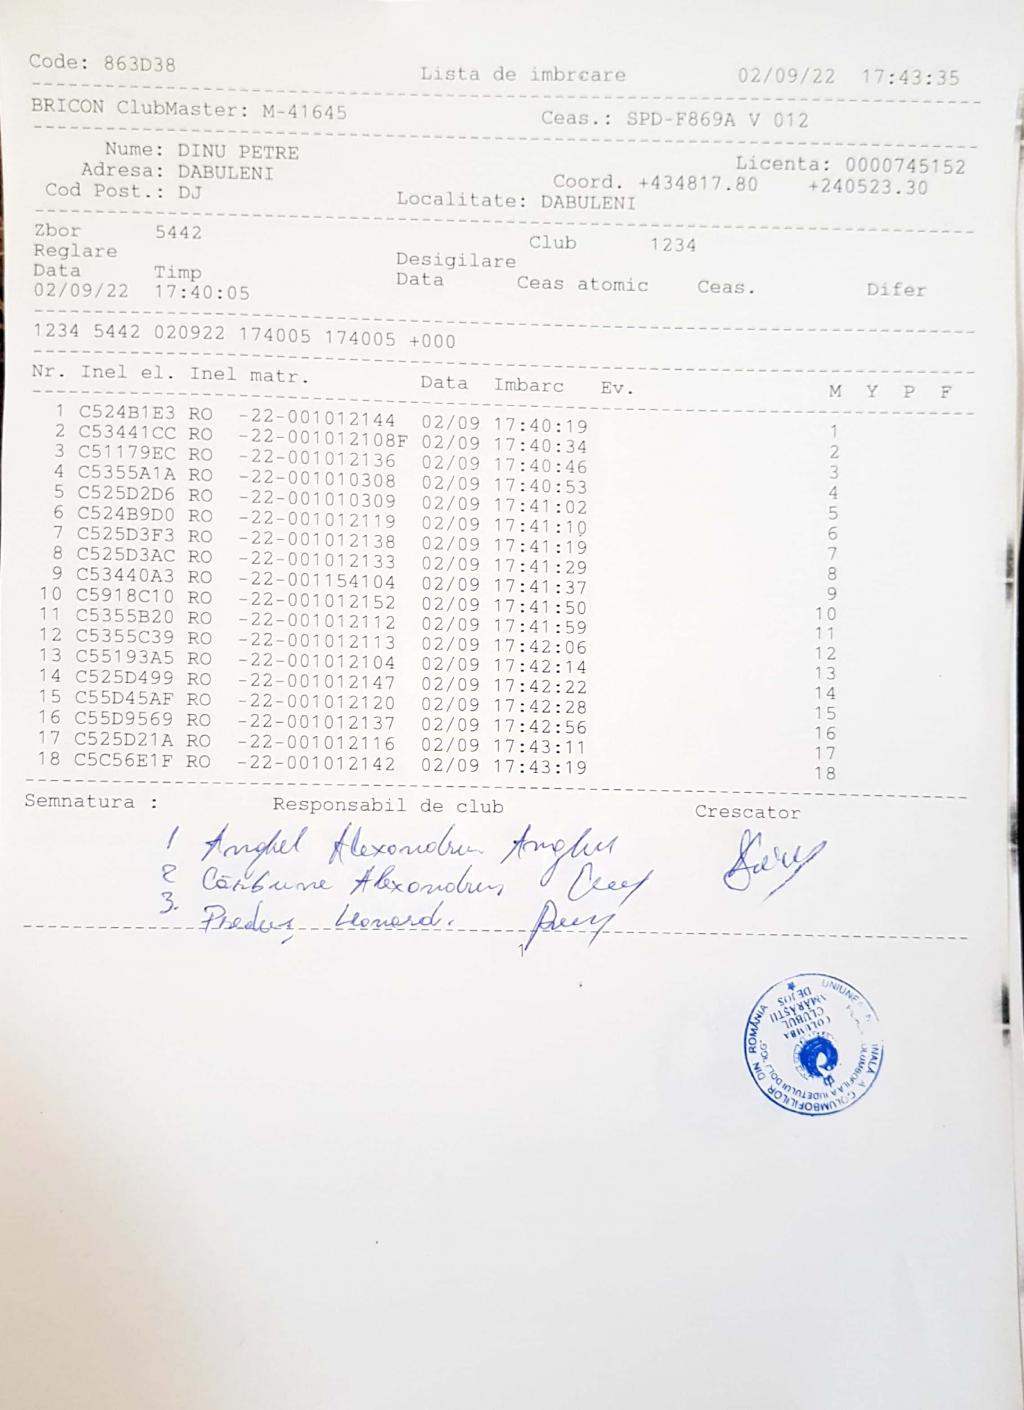 Code: 863D38 Lista de imbrcare 02/09/22 17:43:35
BRICON ClubMaster: M-41645 Ceas.: SPD-F869A V 012
Nume: DINU PETRE Licenta: 0000745152
Adresa: DABULENI Coord. +434817.80 +240523.30
Cod Post.: DJ Localitate: DABULENI
Zbor 5442 Club 1234
Reglare Desigilare
Data Timp Data Ceas atomic Ceas. Difer
02/09/22 17:40:05
1234 5442 020922 174005 174005 +000
Nr. Inel el. Inel matr. Data Imbarc Ev. M Y P F
1 C524B1E3 RO -22-001012144 02/09 17:40:19 1
2 C53441CC RO -22-001012108F 02/09 17:40:34 2
3 C51179EC RO -22-001012136 02/09 17:40:46 3
4 C5355A1A RO -22-001010308 02/09 17:40:53 4
5 C525D2D6 RO -22-001010309 02/09 17:41:02 5
6 C524B9D0 RO -22-001012119 02/09 17:41:10 6
7 C525D3F3 RO -22-001012138 02/09 17:41:19 7
8 C525D3AC RO -22-001012133 02/09 17:41:29 8
9 C53440A3 RO -22-001154104 02/09 17:41:37 9
10 C5918C10 RO -22-001012152 02/09 17:41:50 10
11 C5355B20 RO -22-001012112 02/09 17:41:59 11
12 C5355C39 RO -22-001012113 02/09 17:42:06 12
13 C55193A5 RO -22-001012104 02/09 17:42:14 13
14 C525D499 RO -22-001012147 02/09 17:42:22 14
15 C55D45AF RO -22-001012120 02/09 17:42:28 15
16 C55D9569 RO -22-001012137 02/09 17:42:56 16
17 C525D21A RO -22-001012116 02/09 17:43:11 17
18 C5C56E1F RO -22-001012142 02/09 17:43:19 18
Semnatura : Responsabil de club Crescator
1 Anghel Alexandru
2 Cărbune Alexandru
3. Preduș Leonard.
1
COLUMBOFILILOR DIN ROMÂNIA
COLUMBA
CLUBUL
AMĂRĂȘTII
DE JOS